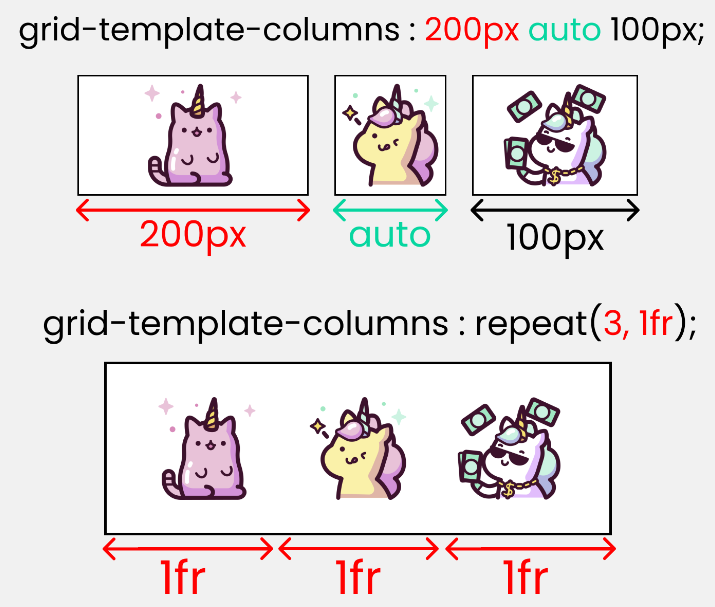 grid-template-columns : 200px auto 100px;
200px auto 100px
grid-template-columns : repeat(3, 1fr);
1fr 1fr 1fr